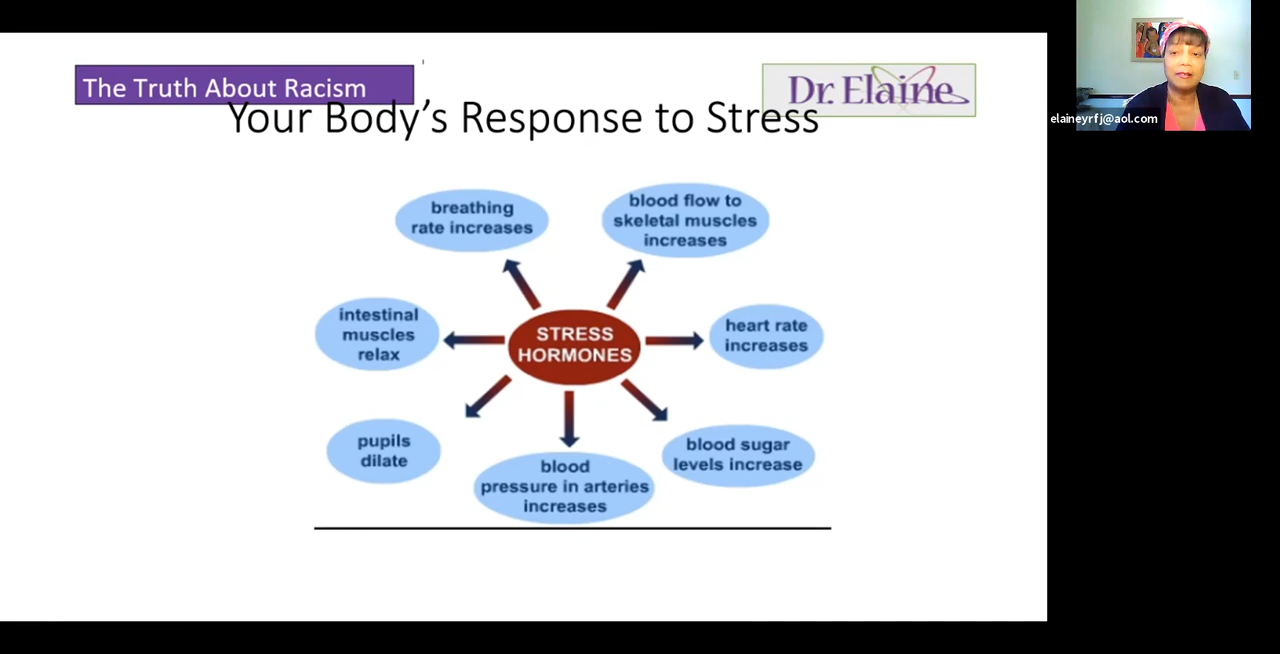 The Truth About Racism
Dr. Elaine
Your Body's Response to Stress
elaineyrfj@aol.com
breathing
rate increases
blood flow to
skeletal muscles
increases
intestinal
muscles
relax
STRESS
HORMONES
heart rate
increases
pupils
dilate
blood
pressure in arteries
increases
blood sugar
levels increase